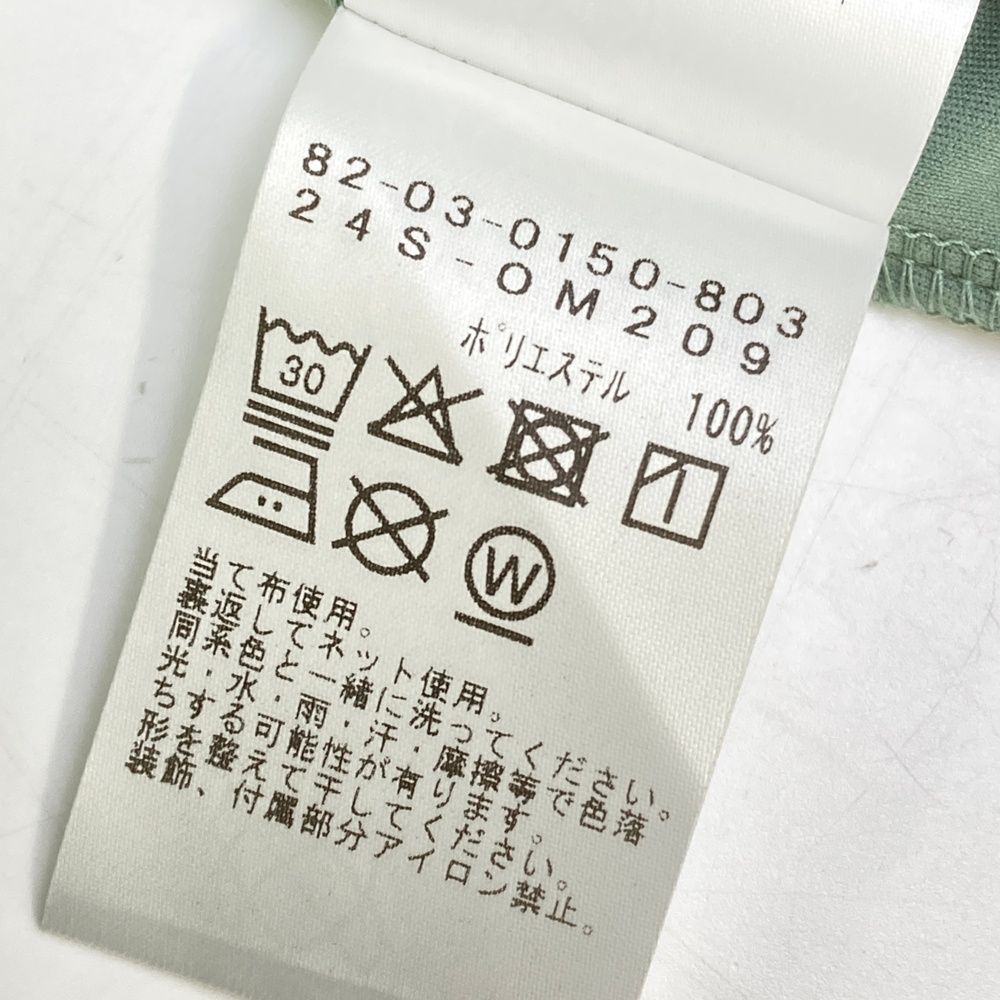 82-03-0150-803
24S-OM209
ポリエステル 100%
30
W
当て布使用。
裏返してネット使用。
同系色と一緒に洗ってください。
光・水・雨・汗・摩擦等で色落
ちする可能性が有ります。
形を整えて干してください。
装飾、付属部分アイロン禁止。